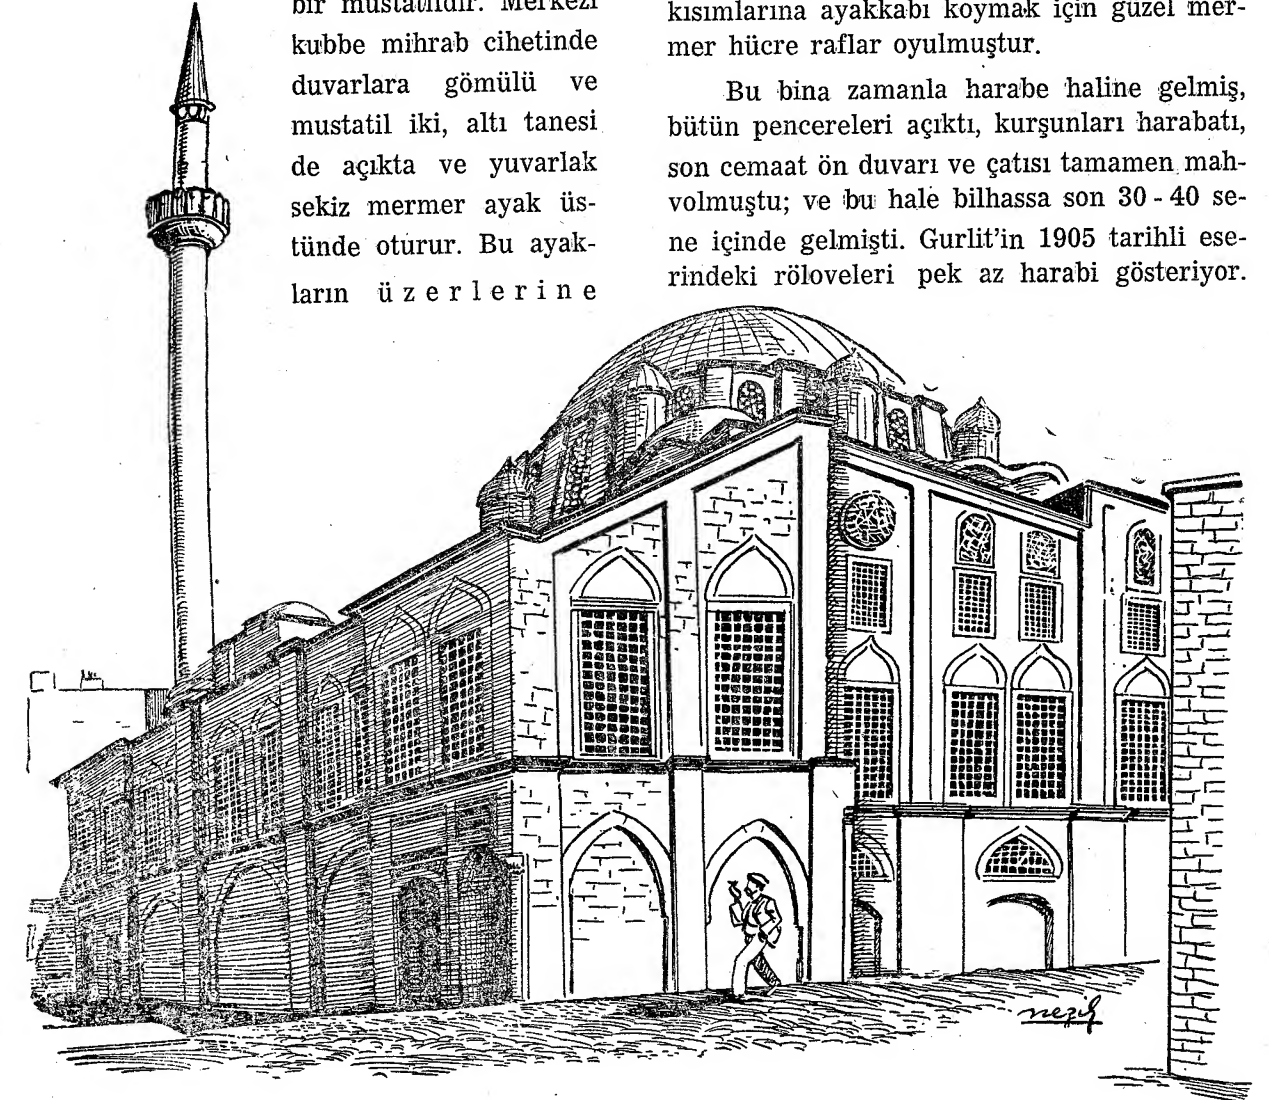 bir mustatildir. Merkezi
kubbe mihrab cihetinde
duvarlara gömülü ve
mustatil iki, altı tanesi
de açıkta ve yuvarlak
sekiz mermer ayak üs-
tünde oturur. Bu ayak-
ların üzerlerine
kısımlarına ayakkabı koymak için güzel mer-
mer hücre raflar oyulmuştur.
Bu bina zamanla harabe haline gelmiş,
bütün pencereleri açıktı, kurşunları harabatı,
son cemaat ön duvarı ve çatısı tamamen mah-
volmuştu; ve bu hale bilhassa son 30 - 40 se-
ne içinde gelmişti. Gurlit'in 1905 tarihli ese-
rindeki röloveleri pek az harabi gösteriyor.
nezih